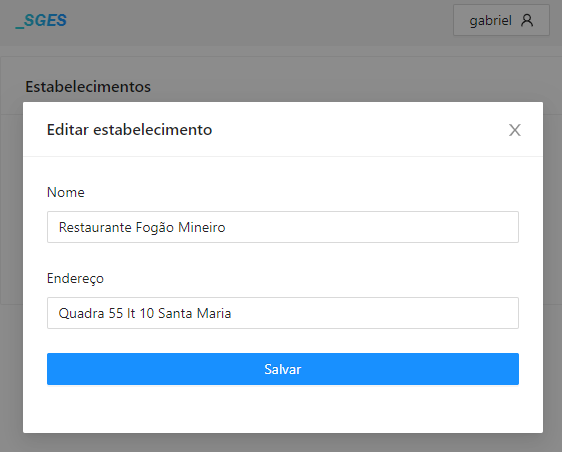 _SGES
gabriel
Estabelecimentos
Editar estabelecimento
Nome
Restaurante Fogão Mineiro
Endereço
Quadra 55 lt 10 Santa Maria
Salvar